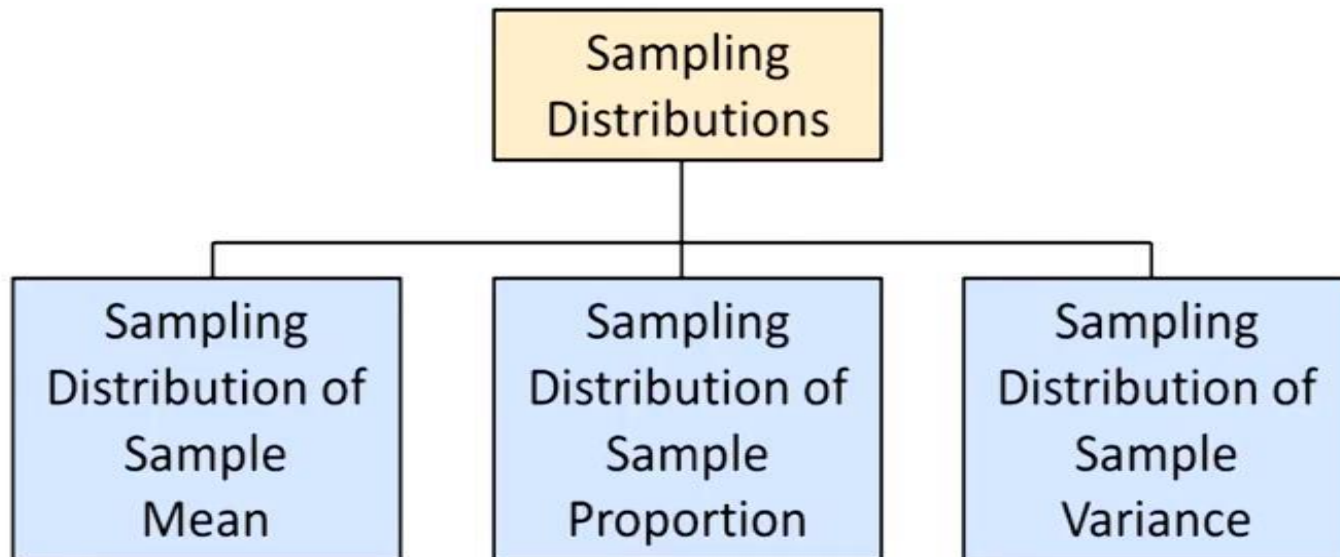 Sampling
Distributions
Sampling
Distribution of
Sample
Mean
Sampling
Distribution of
Sample
Proportion
Sampling
Distribution of
Sample
Variance